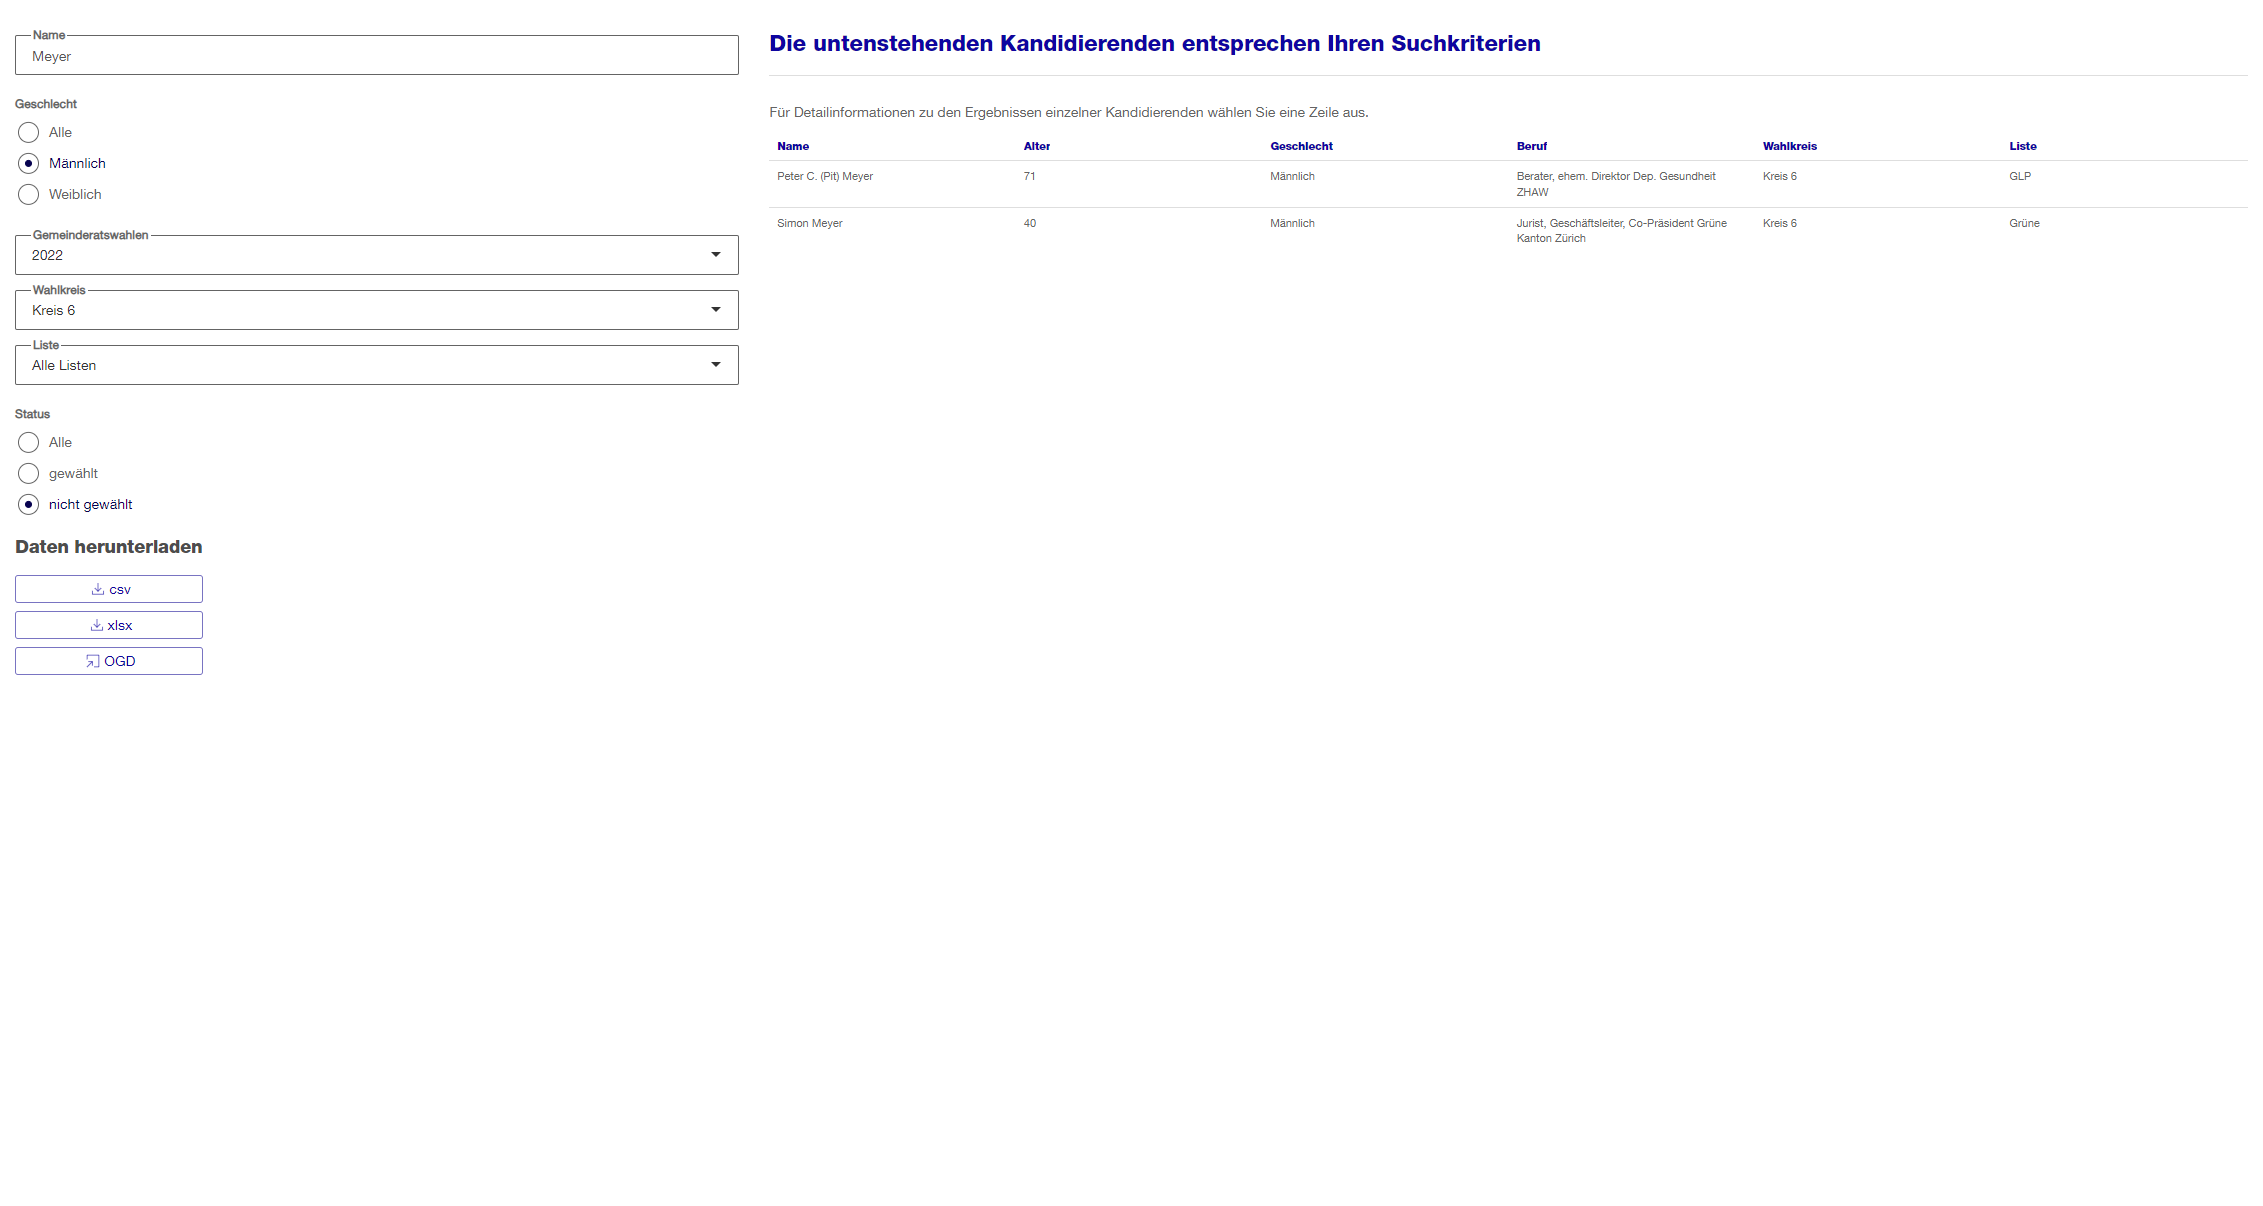 Name
Meyer
Geschlecht
Alle
Männlich
Weiblich
Gemeinderatswahlen
2022
Wahlkreis
Kreis 6
Liste
Alle Listen
Status
Alle
gewählt
nicht gewählt
Daten herunterladen
csv
xlsx
OGD
Die untenstehenden Kandidierenden entsprechen Ihren Suchkriterien
Für Detailinformationen zu den Ergebnissen einzelner Kandidierenden wählen Sie eine Zeile aus.
Name Alter Geschlecht Beruf Wahlkreis Liste
Peter C. (Pit) Meyer 71 Männlich Berater, ehem. Direktor Dep. Gesundheit Kreis 6 GLP
ZHAW
Simon Meyer 40 Männlich Jurist, Geschäftsleiter, Co-Präsident Grüne Kreis 6 Grüne
Kanton Zürich